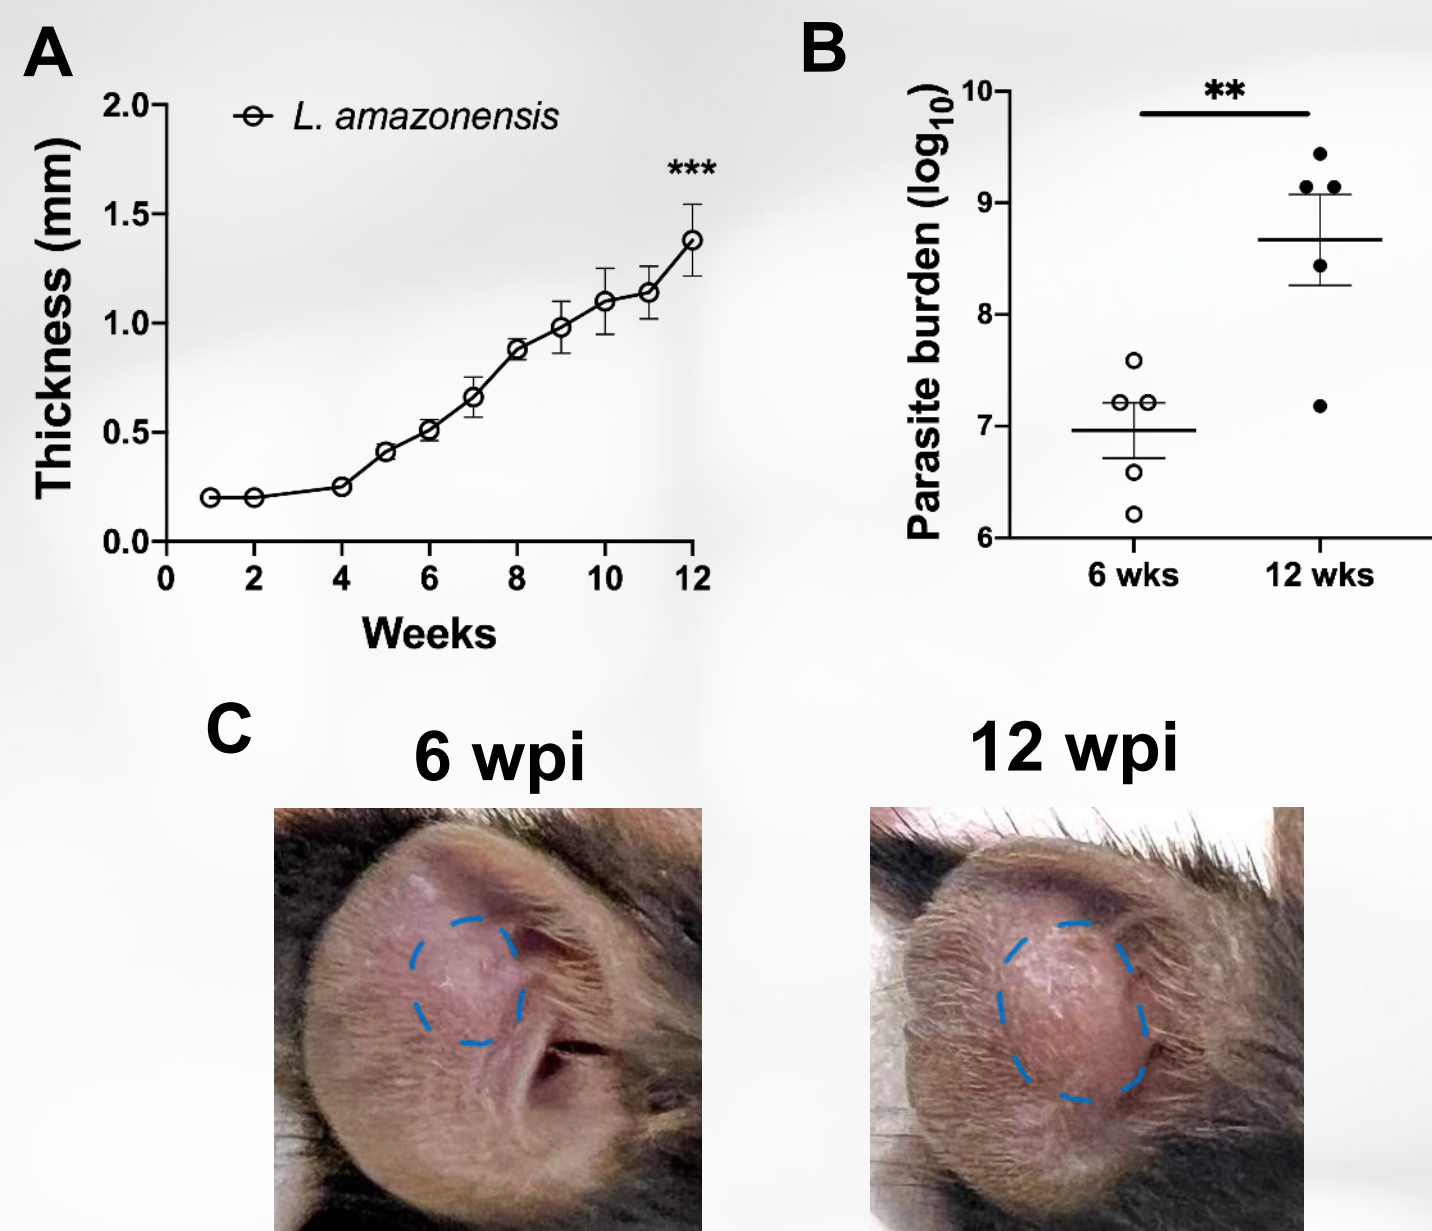 A
L. amazonensis
***
2.0
1.5
1.0
0.5
0.0
Thickness (mm)
0 2 4 6 8 10 12
Weeks
B
**
10
9
8
7
6
Parasite burden (log10)
6 wks 12 wks
C
6 wpi
12 wpi